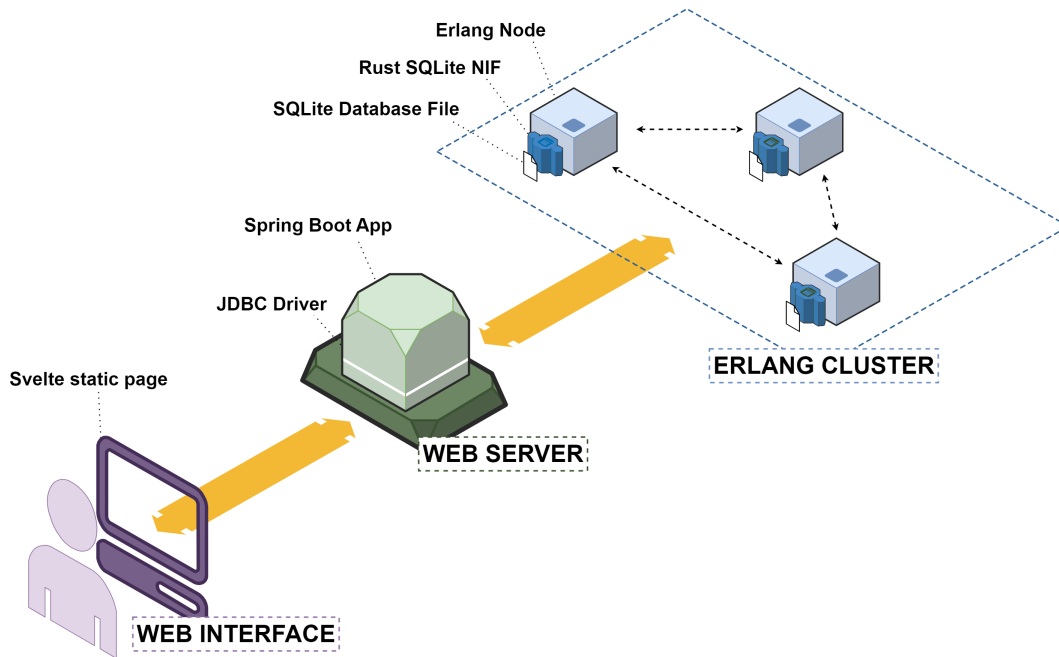 Erlang Node
Rust SQLite NIF
SQLite Database File
Spring Boot App
JDBC Driver
ERLANG CLUSTER
Svelte static page
WEB SERVER
WEB INTERFACE